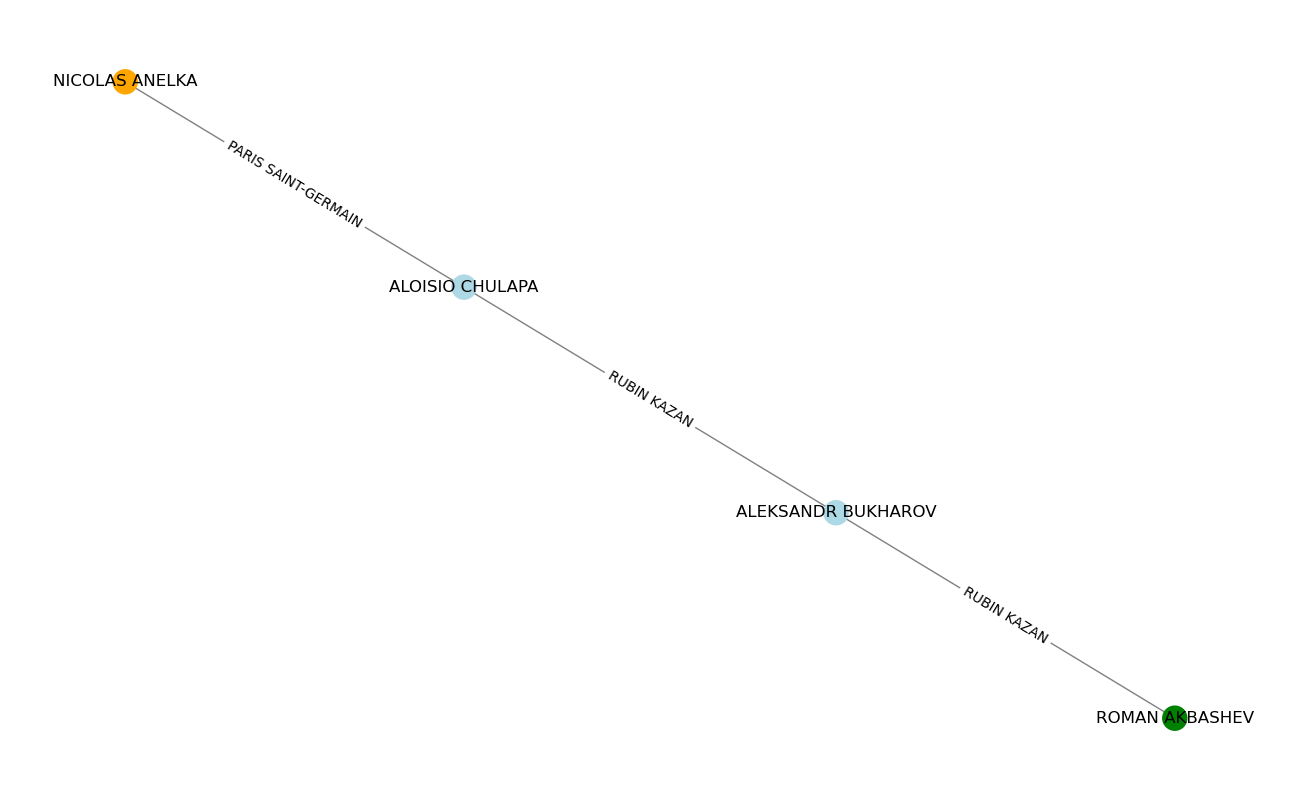 NICOLAS ANELKA
PARIS SAINT-GERMAIN
ALOISIO CHULAPA
RUBIN KAZAN
ALEKSANDR BUKHAROV
RUBIN KAZAN
ROMAN AKBASHEV